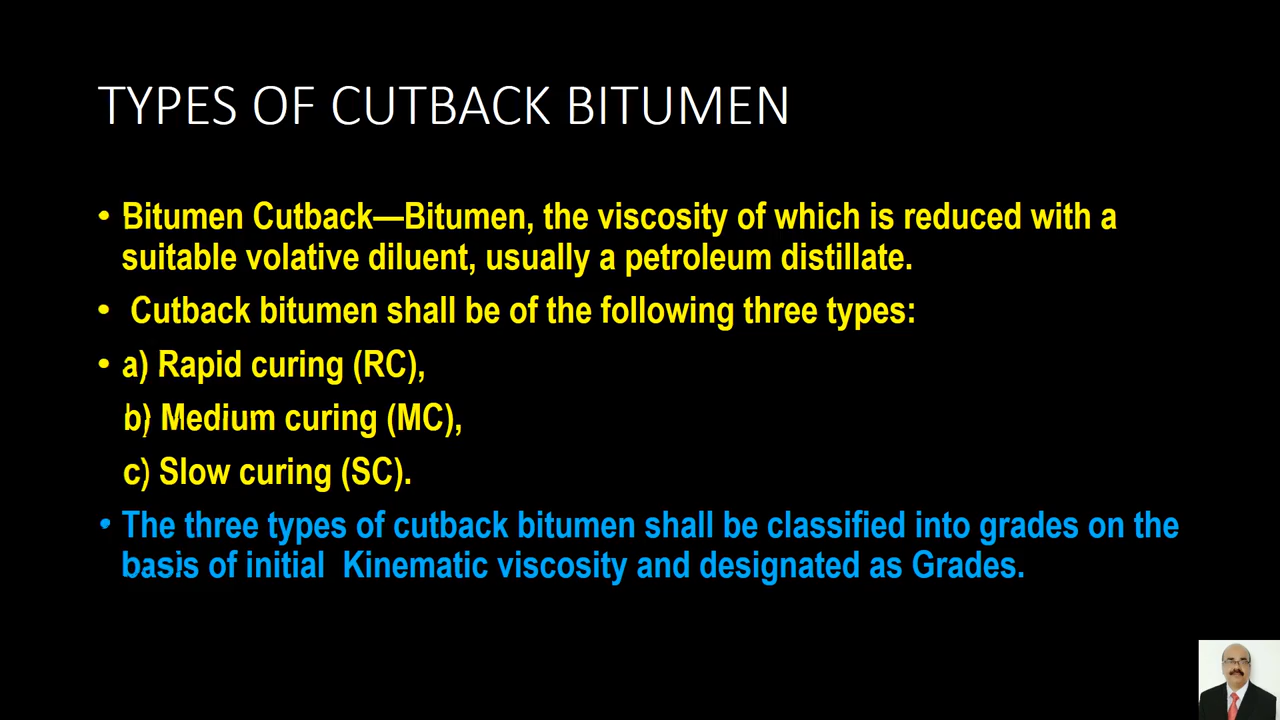 TYPES OF CUTBACK BITUMEN
• Bitumen Cutback—Bitumen, the viscosity of which is reduced with a
suitable volative diluent, usually a petroleum distillate.
• Cutback bitumen shall be of the following three types:
• a) Rapid curing (RC),
b) Medium curing (MC),
c) Slow curing (SC).
• The three types of cutback bitumen shall be classified into grades on the
basis of initial Kinematic viscosity and designated as Grades.